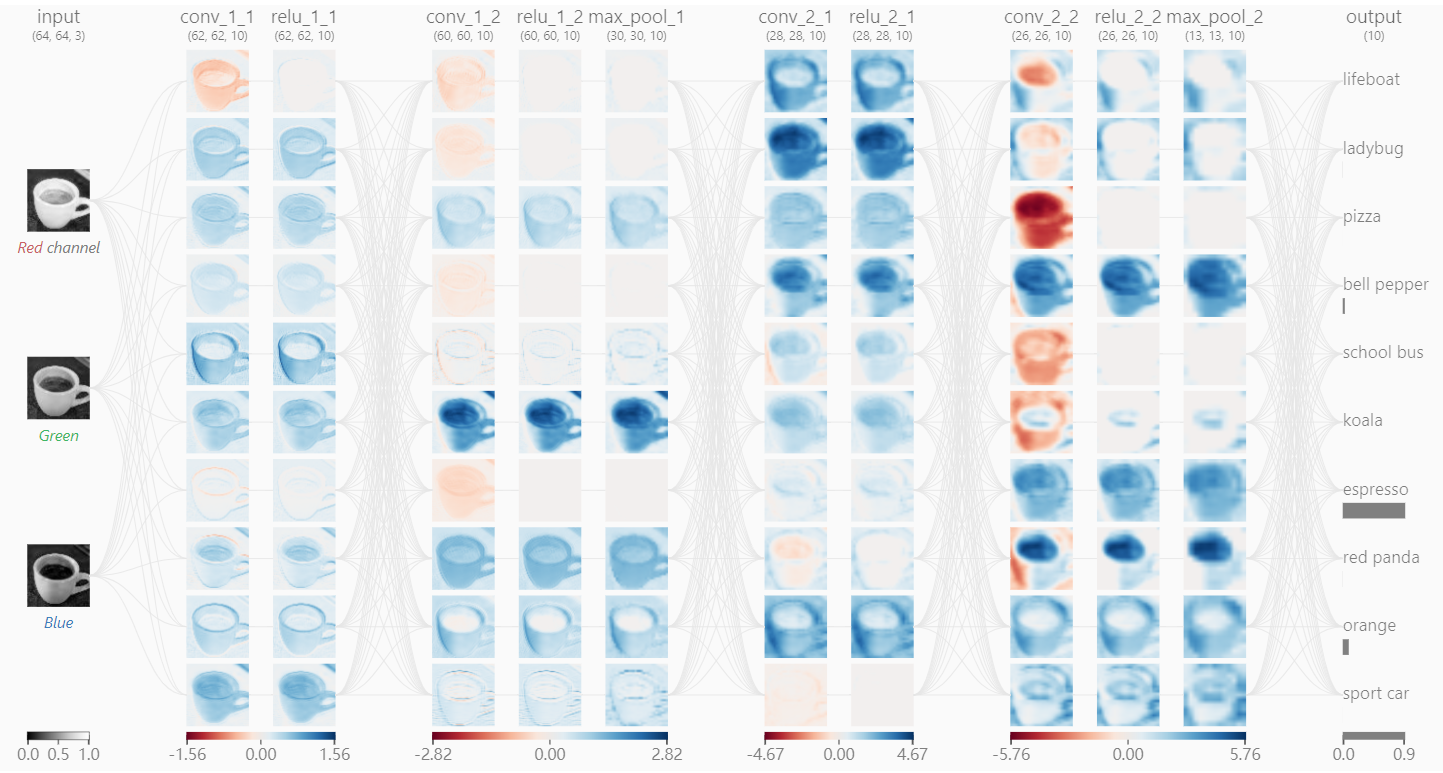 input conv_1_1 relu_1_1 conv_1_2 relu_1_2 max_pool_1 conv_2_1 relu_2_1 conv_2_2 relu_2_2 max_pool_2 output
(64, 64, 3) (62, 62, 10) (62, 62, 10) (60, 60, 10) (60, 60, 10) (30, 30, 10) (28, 28, 10) (28, 28, 10) (26, 26, 10) (26, 26, 10) (13, 13, 10) (10)
lifeboat
ladybug
pizza
Red channel
bell pepper
school bus
koala
Green
espresso
red panda
Blue
orange
sport car
0.0 0.5 1.0 -1.56 0.00 1.56 -2.82 0.00 2.82 -4.67 0.00 4.67 -5.76 0.00 5.76 0.0 0.9